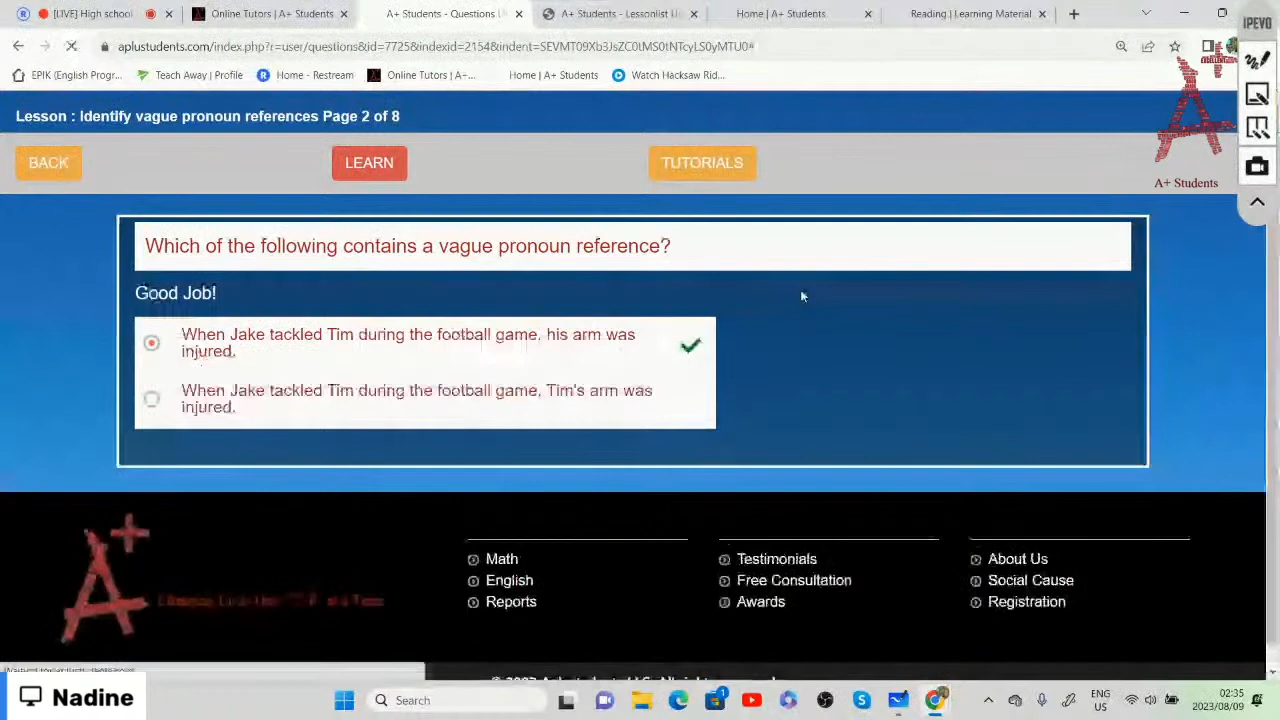 [LIVE] Restream
Online Tutors | A+ Students
A+ Students - Questions L
A+ Students - Lessonlist U
Home | A+ Students
Reading | Learning Material
IPEVO
aplustudents.com/index.php?r=user/questions&id=7725&indexid=2154&indent=SEVMT09Xb3JsZC0tMS0tNTcyLS0yMTU0#
EPIK (English Progr...
Teach Away | Profile
Home - Restream
Online Tutors | A+...
Home | A+ Students
Watch Hacksaw Rid...
Lesson : Identify vague pronoun references Page 2 of 8
BACK
LEARN
TUTORIALS
A+ Students
Which of the following contains a vague pronoun reference?
Good Job!
When Jake tackled Tim during the football game, his arm was
injured.
When Jake tackled Tim during the football game, Tim's arm was
injured.
Math
English
Reports
Testimonials
Free Consultation
Awards
About Us
Social Cause
Registration
Nadine
Search
1
ENG
US
02:35
2023/08/09